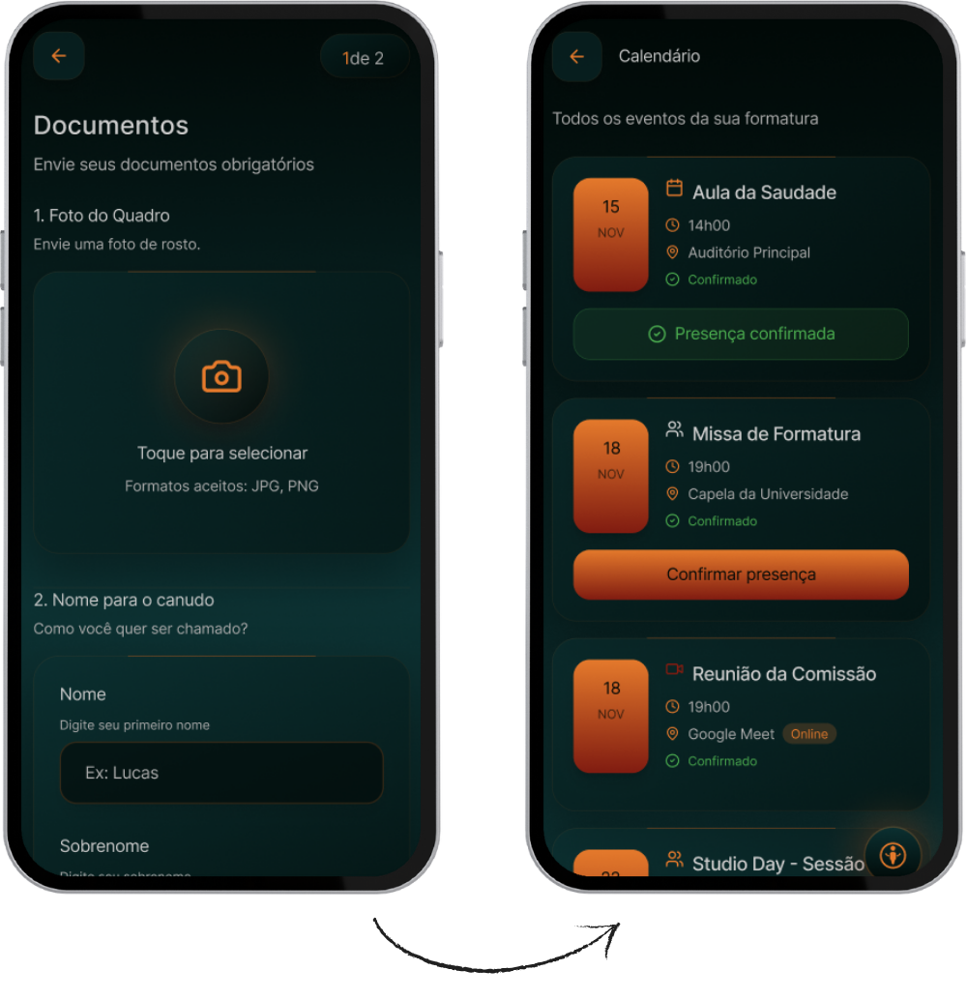 1de 2
Documentos
Envie seus documentos obrigatórios
1. Foto do Quadro
Envie uma foto de rosto.
Toque para selecionar
Formatos aceitos: JPG, PNG
2. Nome para o canudo
Como você quer ser chamado?
Nome
Digite seu primeiro nome
Ex: Lucas
Sobrenome
Digite seu sobrenome
Calendário
Todos os eventos da sua formatura
15
NOV
Aula da Saudade
14h00
Auditório Principal
Confirmado
Presença confirmada
18
NOV
Missa de Formatura
19h00
Capela da Universidade
Confirmado
Confirmar presença
18
NOV
Reunião da Comissão
19h00
Google Meet Online
Confirmado
Studio Day - Sessão